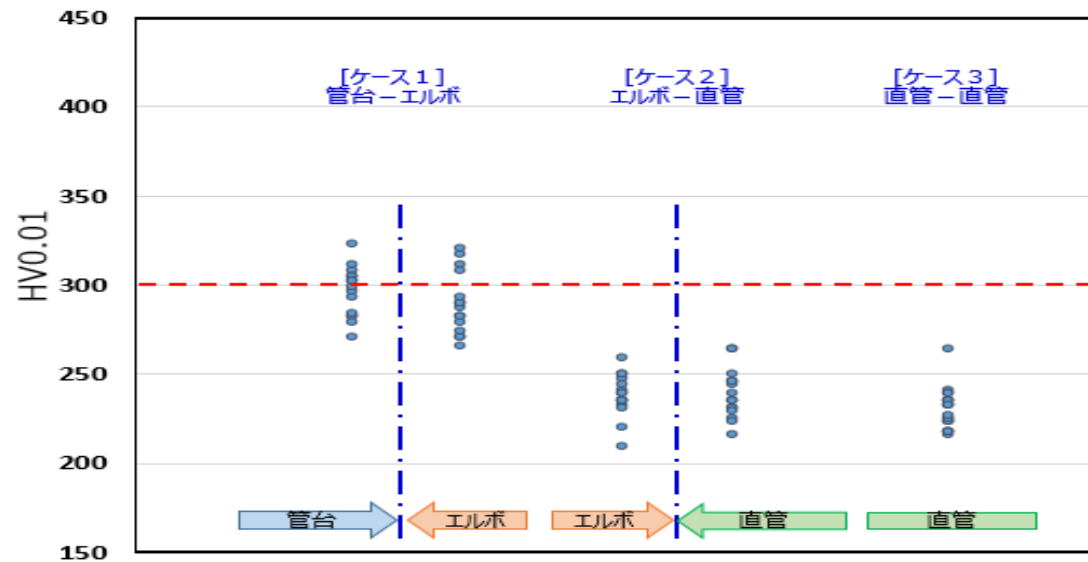 450
400
350
300
250
200
150
HV0.01
[ケース１]
管台－エルボ
[ケース２]
エルボ－直管
[ケース３]
直管－直管
管台
エルボ
エルボ
直管
直管